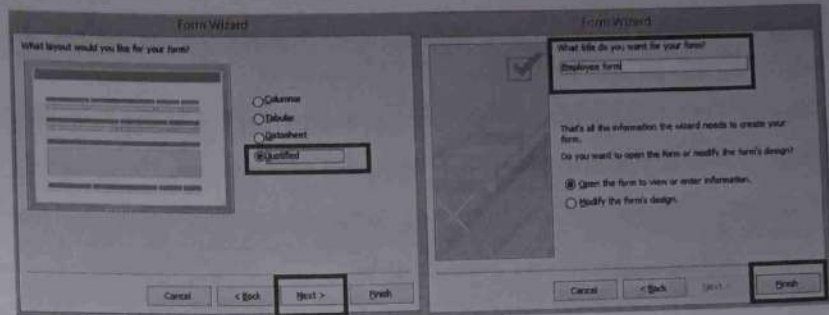 Form Wizard
What layout would you like for your form?
Columnar
Tabular
Datasheet
Justified
Cancel
< Back
Next >
Finish
Form Wizard
What title do you want for your form?
Employee form
That's all the information the wizard needs to create your
form.
Do you want to open the form or modify the form's design?
Open the form to view or enter information.
Modify the form's design.
Cancel
< Back
Next >
Finish